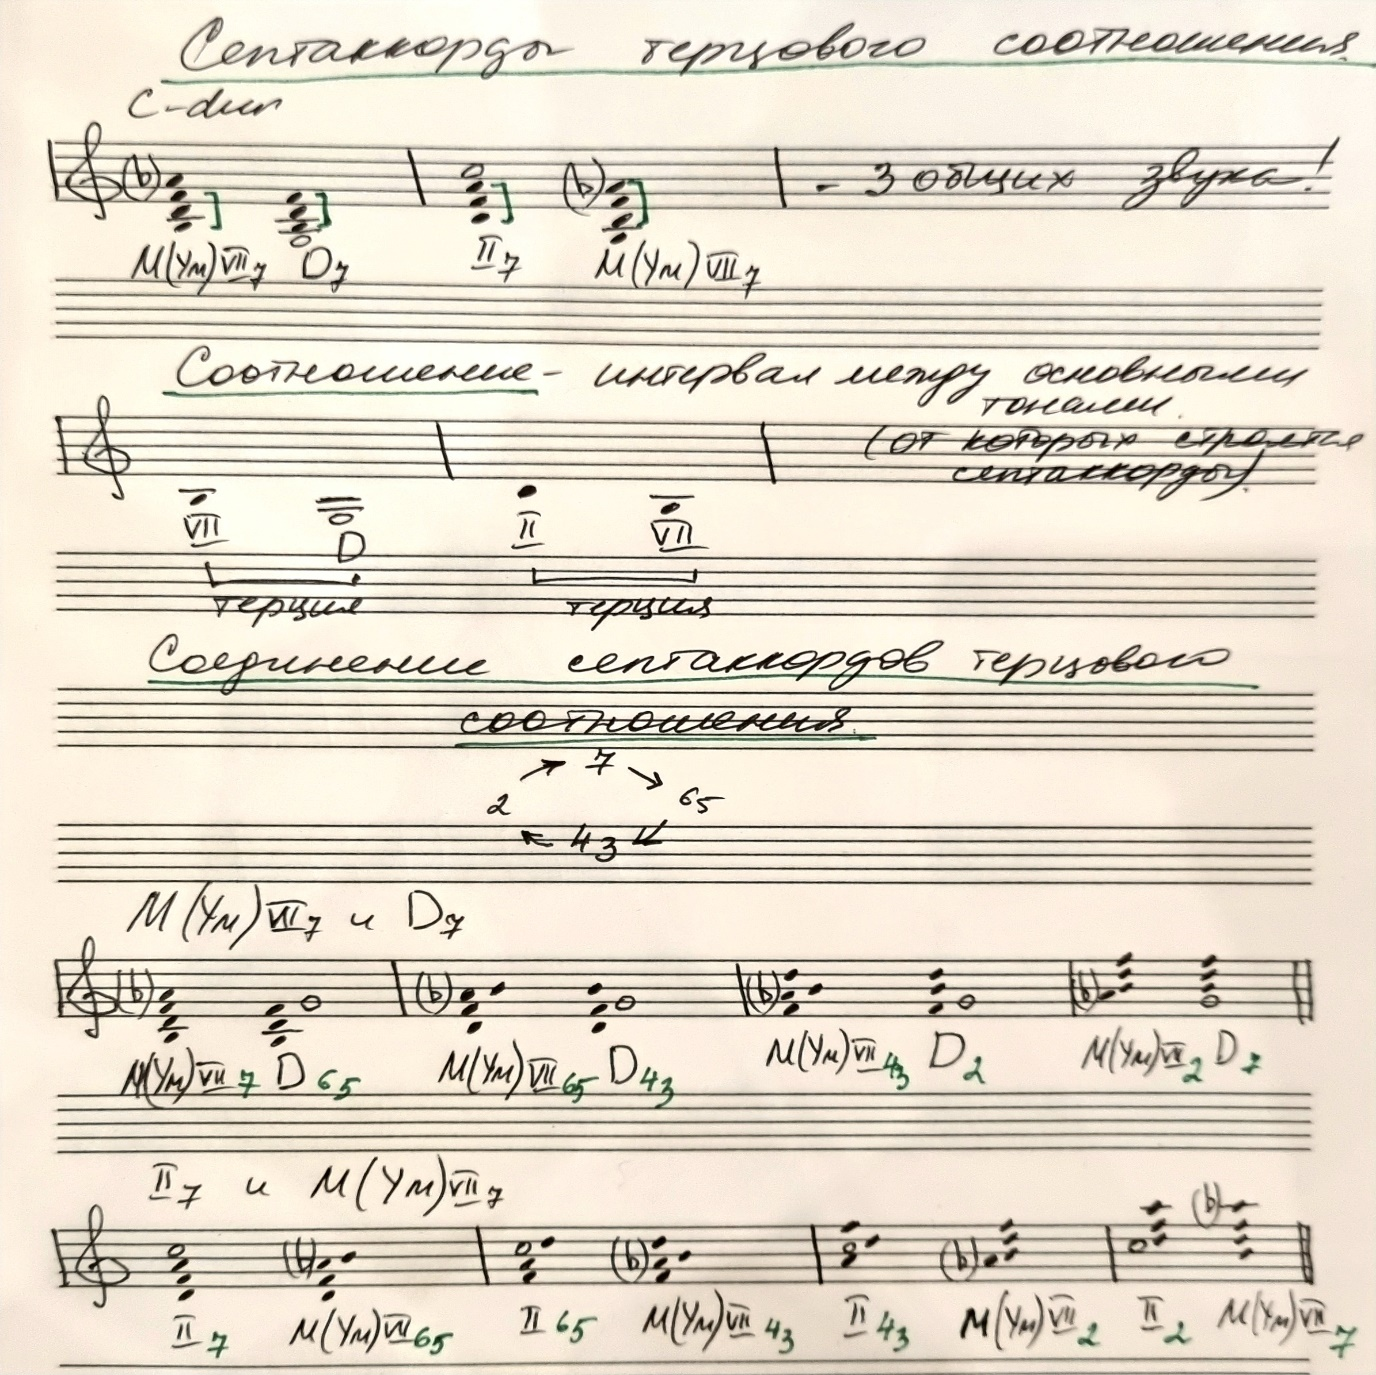 Септаккорды терцового соотношения.
C-dur
(b) (b) - 3 общих звука!
М(Ум)VII7 D7 II7 М(Ум)VII7
Соотношение - интервал между основными
тонами.
(от которых строятся
септаккорды).
VII D II VII
терция терция
Соединение септаккордов терцового
соотношения.
2 → 7 → 65
← 43 ↙
М(Ум)VII7 и D7
(b) (b) (b) (b)
М(Ум)VII7 D65 М(Ум)VII65 D43 М(Ум)VII43 D2 М(Ум)VII2 D7
II7 и М(Ум)VII7
(b) (b) (b) (b)
II7 М(Ум)VII65 II65 М(Ум)VII43 II43 М(Ум)VII2 II2 М(Ум)VII7